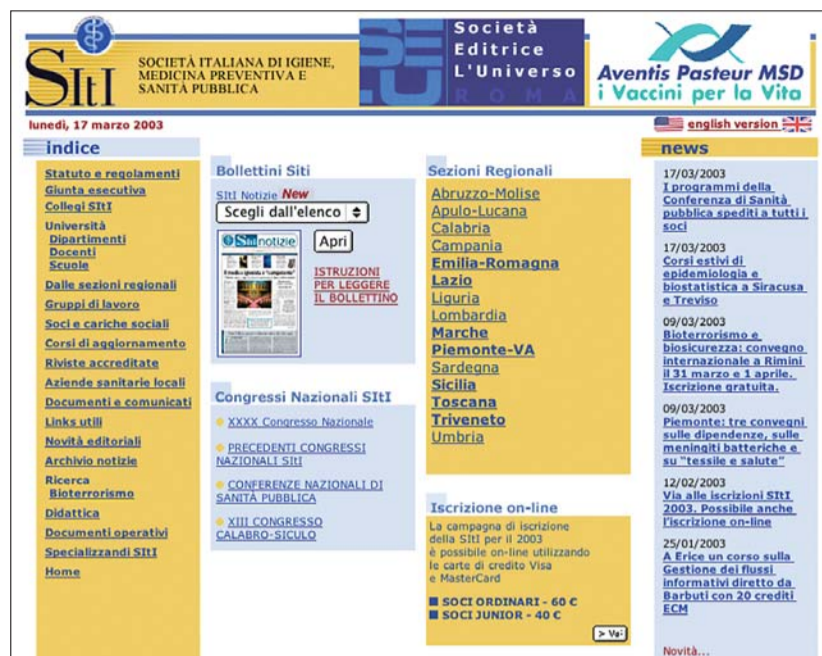 SItI
SOCIETÀ ITALIANA DI IGIENE,
MEDICINA PREVENTIVA E
SANITÀ PUBBLICA
SE
LU
Società
Editrice
L'Universo
ROMA
Aventis Pasteur MSD
i Vaccini per la Vita
lunedì, 17 marzo 2003
english version
indice
Statuto e regolamenti
Giunta esecutiva
Collegi SItI
Università
Dipartimenti
Docenti
Scuole
Dalle sezioni regionali
Gruppi di lavoro
Soci e cariche sociali
Corsi di aggiornamento
Riviste accreditate
Aziende sanitarie locali
Documenti e comunicati
Links utili
Novità editoriali
Archivio notizie
Ricerca
Bioterrorismo
Didattica
Documenti operativi
Specializzandi SItI
Home
Bollettini Siti
SItI Notizie New
Scegli dall'elenco
SItI notizie
Apri
ISTRUZIONI
PER LEGGERE
IL BOLLETTINO
Congressi Nazionali SItI
XXXX Congresso Nazionale
PRECEDENTI CONGRESSI
NAZIONALI SItI
CONFERENZE NAZIONALI DI
SANITÀ PUBBLICA
XIII CONGRESSO
CALABRO-SICULO
Sezioni Regionali
Abruzzo-Molise
Apulo-Lucana
Calabria
Campania
Emilia-Romagna
Lazio
Liguria
Lombardia
Marche
Piemonte-VA
Sardegna
Sicilia
Toscana
Triveneto
Umbria
Iscrizione on-line
La campagna di iscrizione
della SItI per il 2003
è possibile on-line utilizzando
le carte di credito Visa
e MasterCard
SOCI ORDINARI - 60 €
SOCI JUNIOR - 40 €
> Vai
news
17/03/2003
I programmi della
Conferenza di Sanità
pubblica spediti a tutti i
soci
17/03/2003
Corsi estivi di
epidemiologia e
biostatistica a Siracusa
e Treviso
09/03/2003
Bioterrorismo e
biosicurezza: convegno
internazionale a Rimini
il 31 marzo e 1 aprile.
Iscrizione gratuita.
09/03/2003
Piemonte: tre convegni
sulle dipendenze, sulle
meningiti batteriche e
su "tessile e salute"
12/02/2003
Via alle iscrizioni SItI
2003. Possibile anche
l'iscrizione on-line
25/01/2003
A Erice un corso sulla
Gestione dei flussi
informativi diretto da
Barbuti con 20 crediti
ECM
Novità...